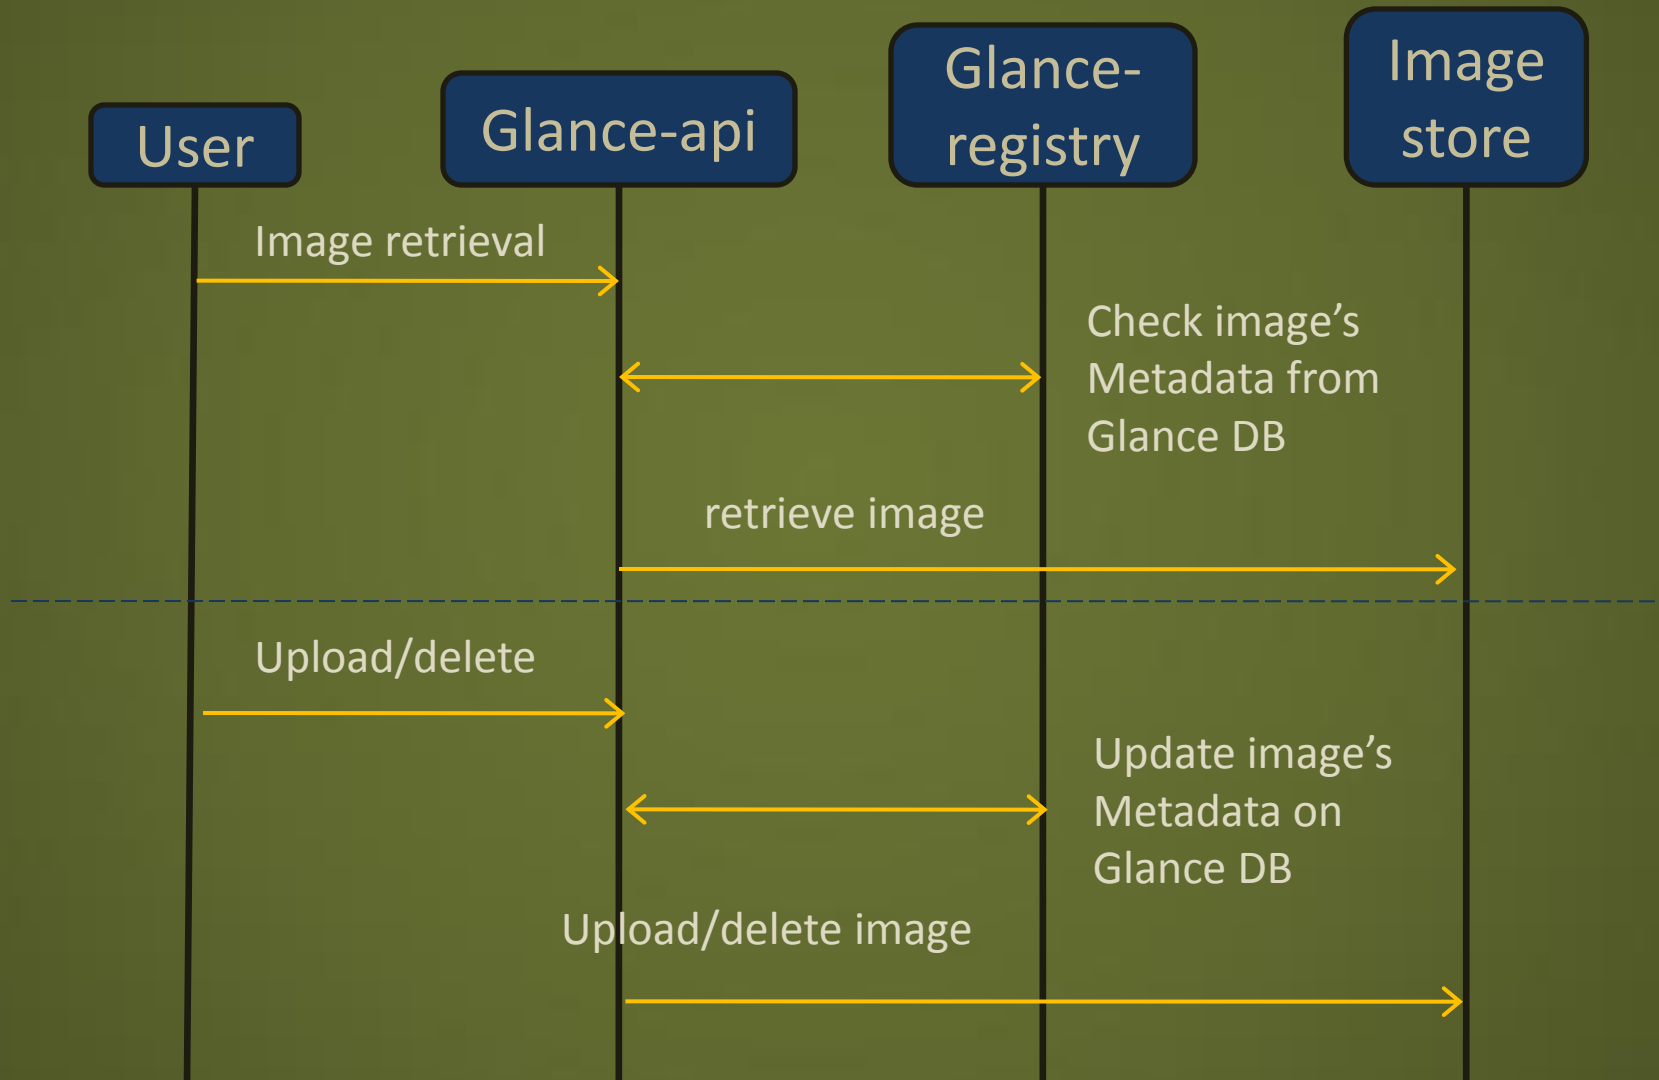 User
Glance-api
Glance-
registry
Image
store
Image retrieval
Check image’s
Metadata from
Glance DB
retrieve image
Upload/delete
Update image’s
Metadata on
Glance DB
Upload/delete image